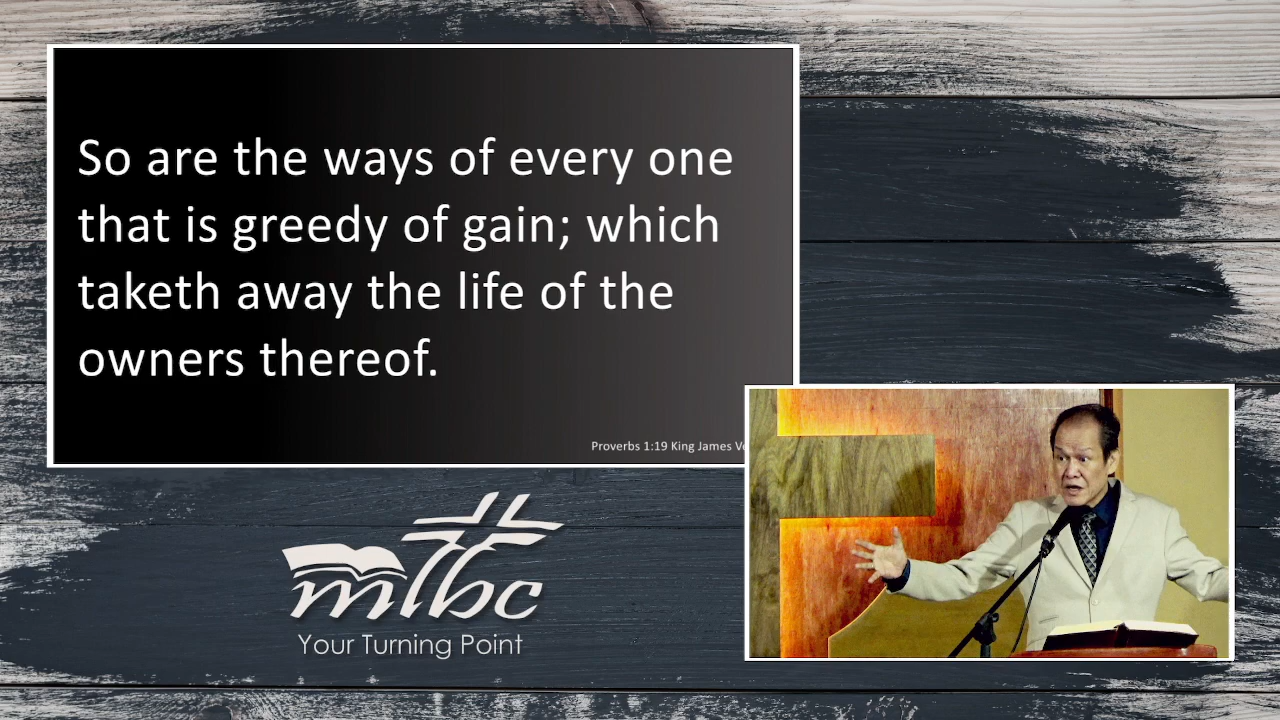 So are the ways of every one
that is greedy of gain; which
taketh away the life of the
owners thereof.
Proverbs 1:19 King James
mtbc
Your Turning Point